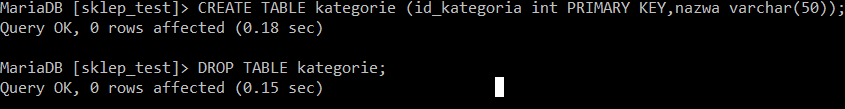 MariaDB [sklep_test]> CREATE TABLE kategorie (id_kategoria int PRIMARY KEY,nazwa varchar(50));
Query OK, 0 rows affected (0.18 sec)
MariaDB [sklep_test]> DROP TABLE kategorie;
Query OK, 0 rows affected (0.15 sec)